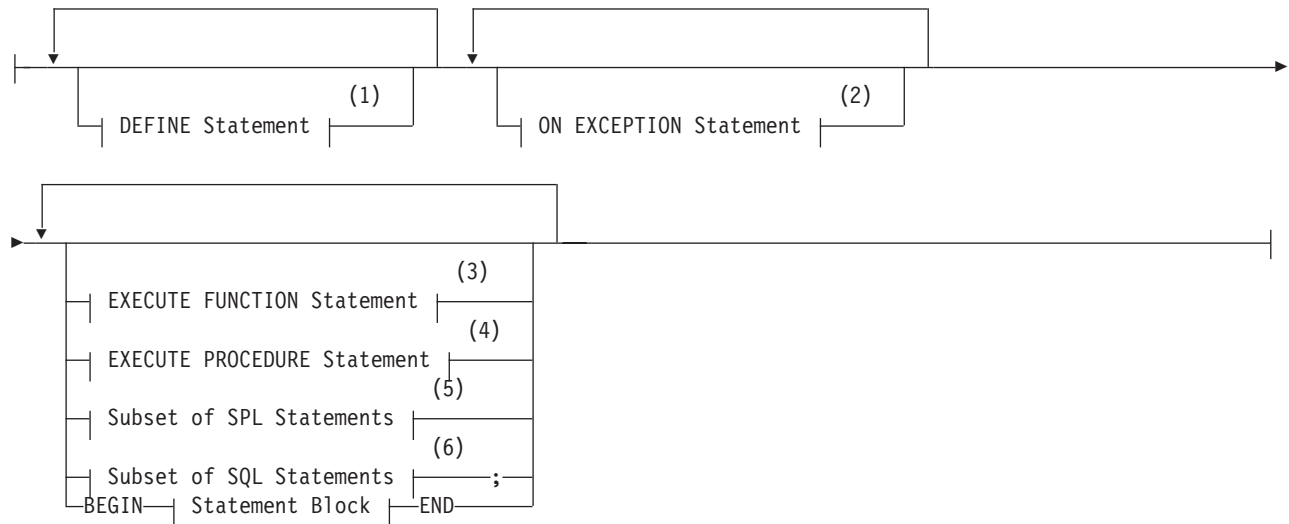 (1)
(2)
DEFINE Statement
ON EXCEPTION Statement
(3)
EXECUTE FUNCTION Statement
(4)
EXECUTE PROCEDURE Statement
(5)
Subset of SPL Statements
(6)
Subset of SQL Statements ;
BEGIN Statement Block END